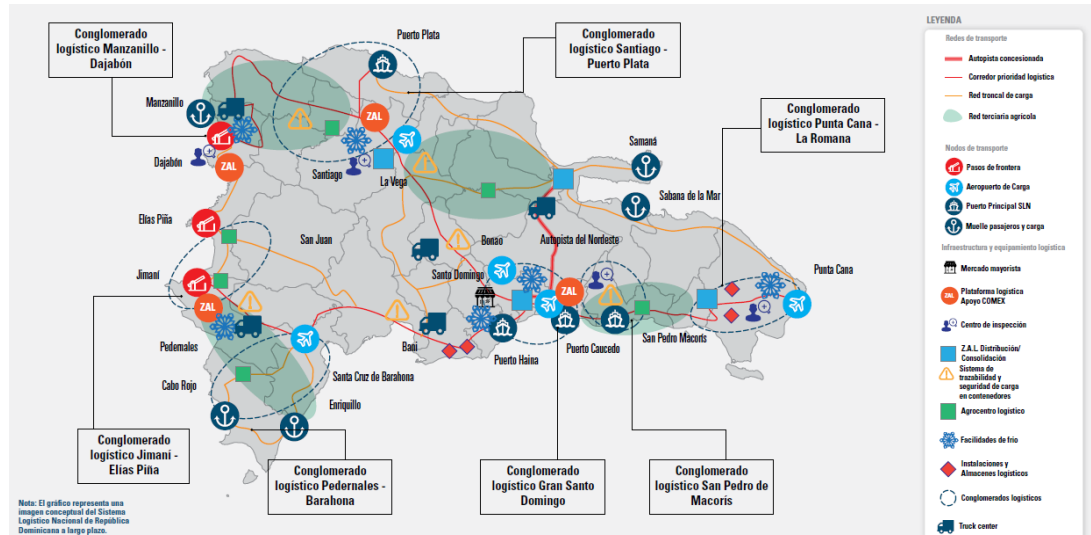 Conglomerado
logístico Manzanillo -
Dajabón
Puerto Plata
Conglomerado
logístico Santiago -
Puerto Plata
Conglomerado
logístico Punta Cana -
La Romana
Manzanillo
ZAL
Dajabón
ZAL
Santiago
La Vega
Samaná
Sabana de la Mar
Elías Piña
San Juan
Bonao
Autopista del Nordeste
Jimaní
Santo Domingo
Punta Cana
ZAL
ZAL
Pedernales
Baní
Puerto Haina
Puerto Caucedo
San Pedro Macorís
Cabo Rojo
Santa Cruz de Barahona
Enriquillo
Conglomerado
logístico Jimaní -
Elías Piña
Conglomerado
logístico Pedernales -
Barahona
Conglomerado
logístico Gran Santo
Domingo
Conglomerado
logístico San Pedro de
Macorís
Nota: El gráfico representa una
imagen conceptual del Sistema
Logístico Nacional de República
Dominicana a largo plazo.
LEYENDA
Redes de transporte
Autopista concesionada
Corredor prioridad logística
Red troncal de carga
Red terciaria agrícola
Nodos de transporte
Pasos de frontera
Aeropuerto de Carga
Puerto Principal SLN
Muelle pasajeros y carga
Infraestructura y equipamiento logístico
Mercado mayorista
ZAL
Plataforma logística
Apoyo COMEX
Centro de inspección
Z.A.L. Distribución/
Consolidación
Sistema de
trazabilidad y
seguridad de carga
en contenedores
Agrocentro logístico
Facilidades de frío
Instalaciones y
Almacenes logísticos
Conglomerados logísticos
Truck center